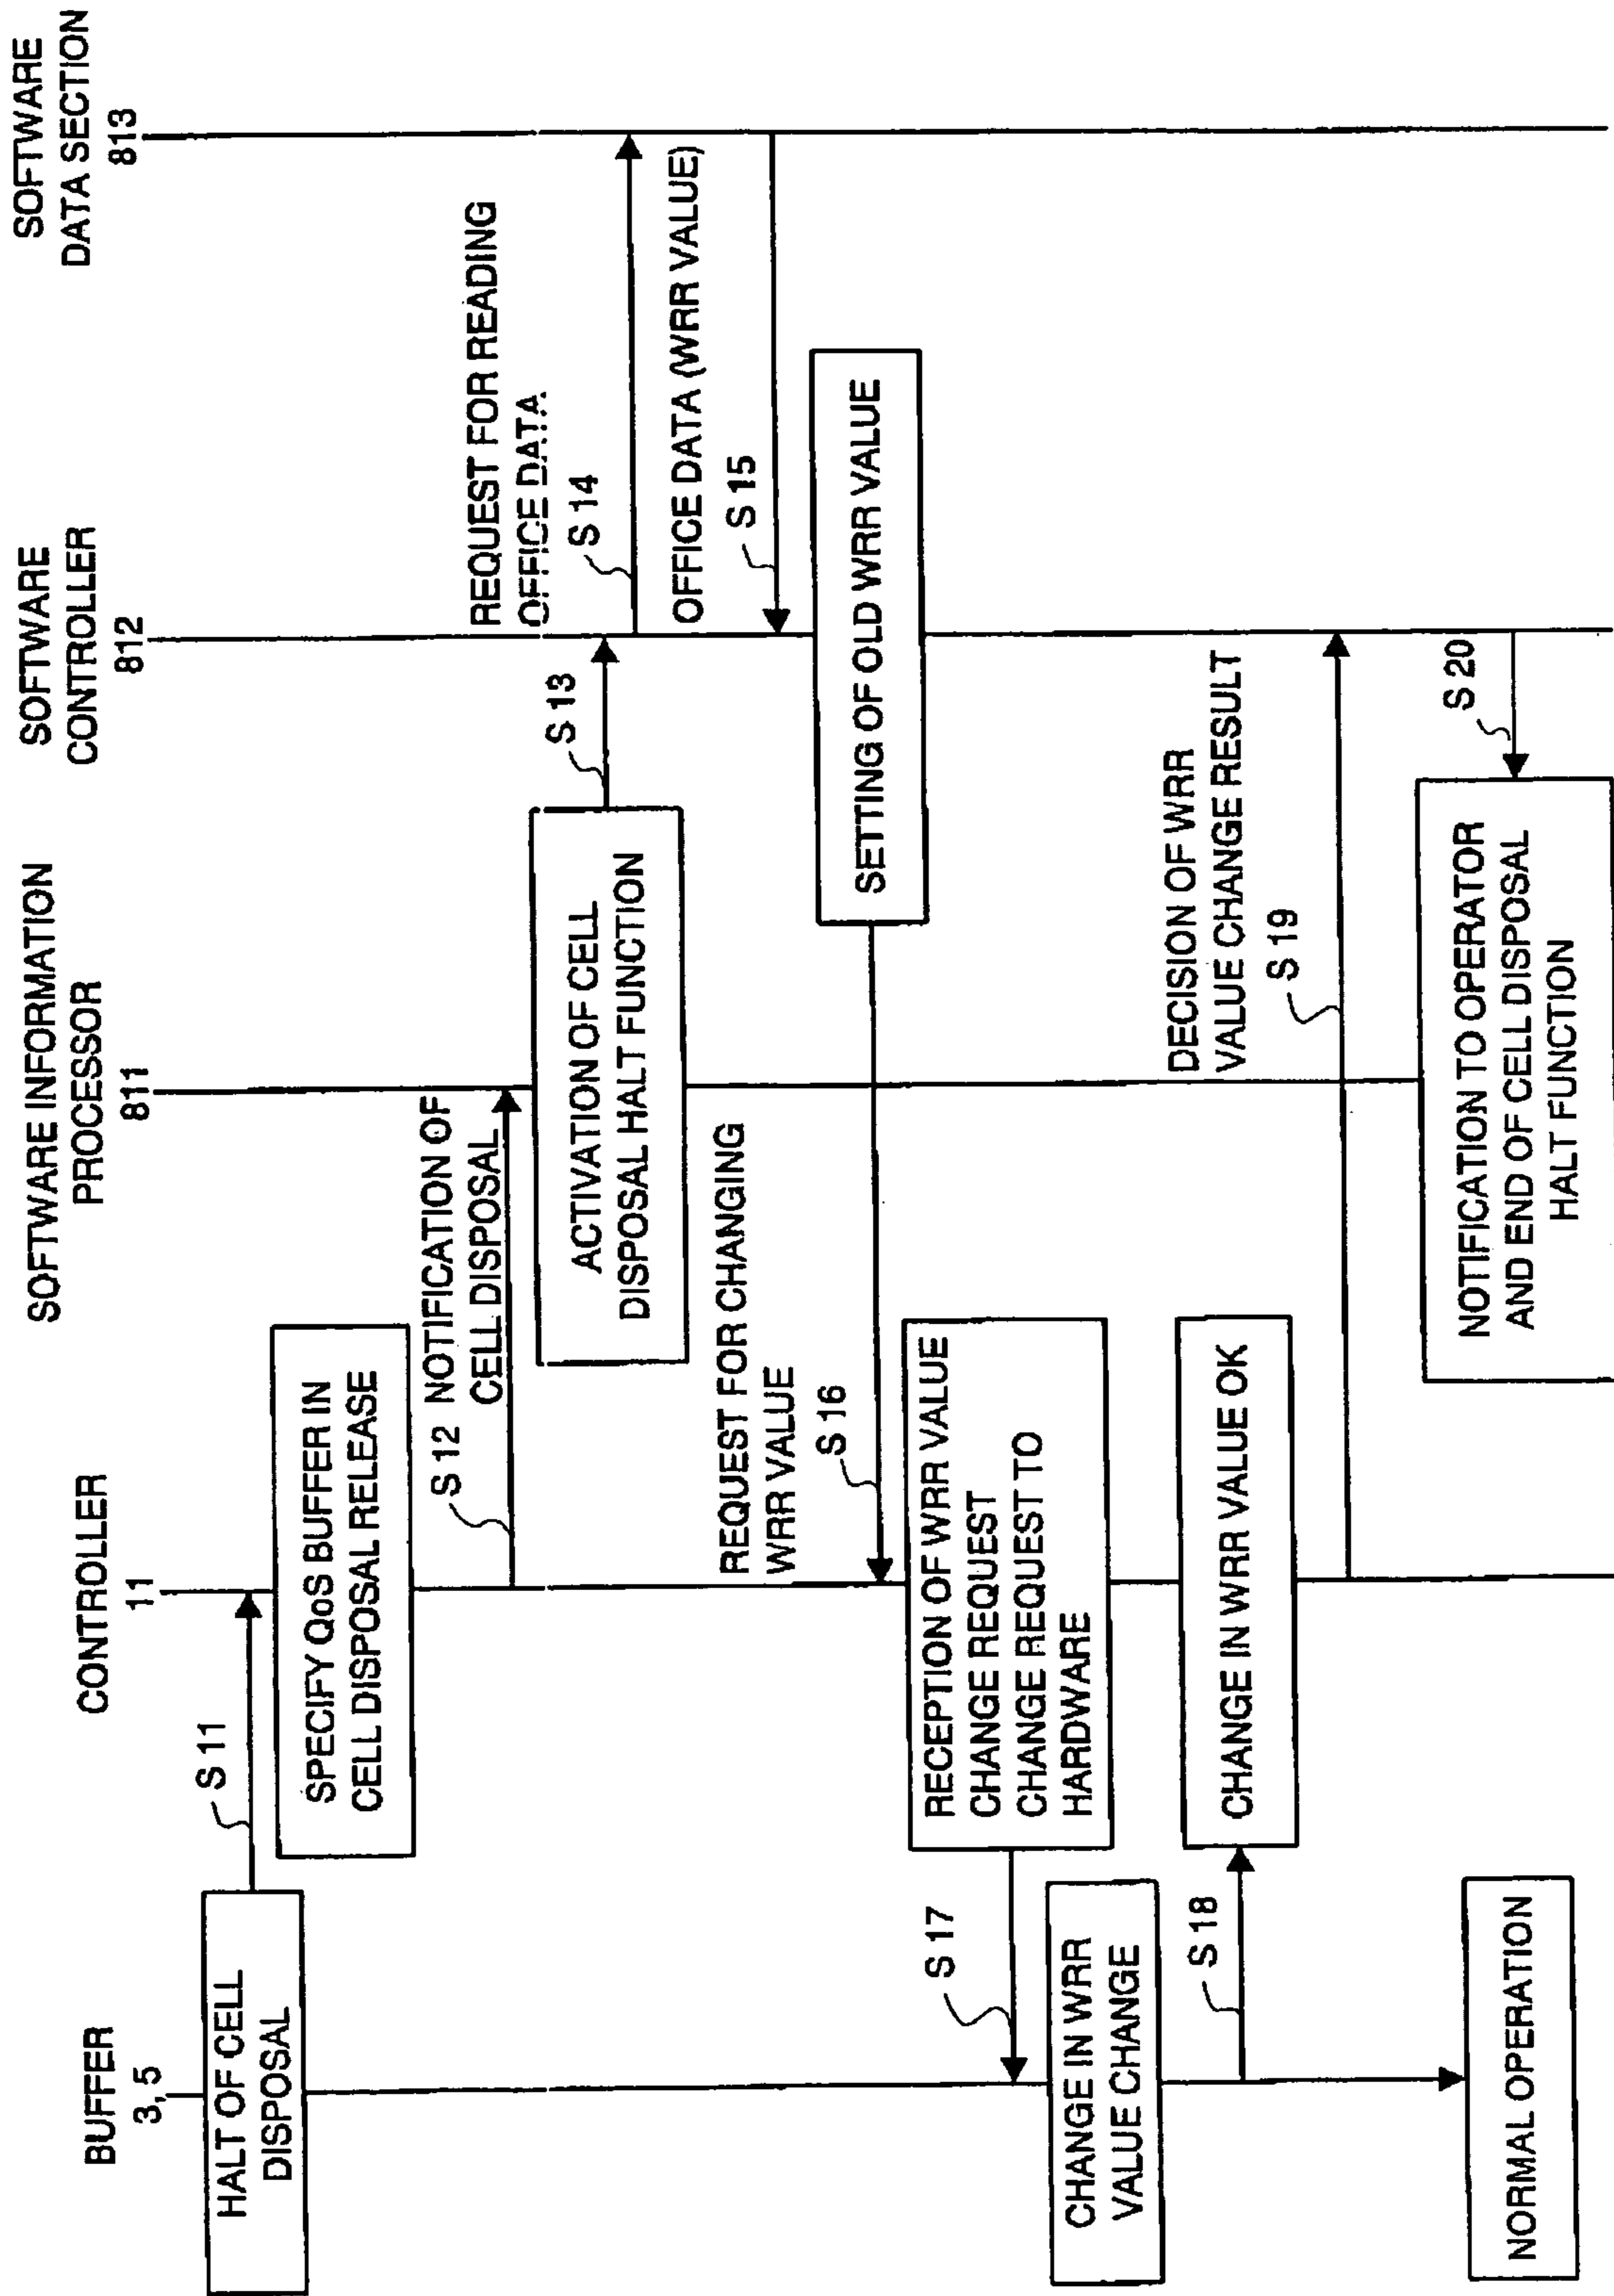 BUFFER
3, 5
CONTROLLER
11
SOFTWARE INFORMATION
PROCESSOR
811
SOFTWARE
CONTROLLER
812
SOFTWARE
DATA SECTION
813
HALT OF CELL
DISPOSAL
S 11
SPECIFY QoS BUFFER IN
CELL DISPOSAL RELEASE
S 12 NOTIFICATION OF
CELL DISPOSAL
ACTIVATION OF CELL
DISPOSAL HALT FUNCTION
S 13
REQUEST FOR READING
OFFICE DATA
S 14
OFFICE DATA (WRR VALUE)
S 15
SETTING OF OLD WRR VALUE
REQUEST FOR CHANGING
WRR VALUE
S 16
RECEPTION OF WRR VALUE
CHANGE REQUEST
CHANGE REQUEST TO
HARDWARE
S 17
CHANGE IN WRR
VALUE CHANGE
S 18
CHANGE IN WRR VALUE OK
DECISION OF WRR
VALUE CHANGE RESULT
S 19
S 20
NOTIFICATION TO OPERATOR
AND END OF CELL DISPOSAL
HALT FUNCTION
NORMAL OPERATION